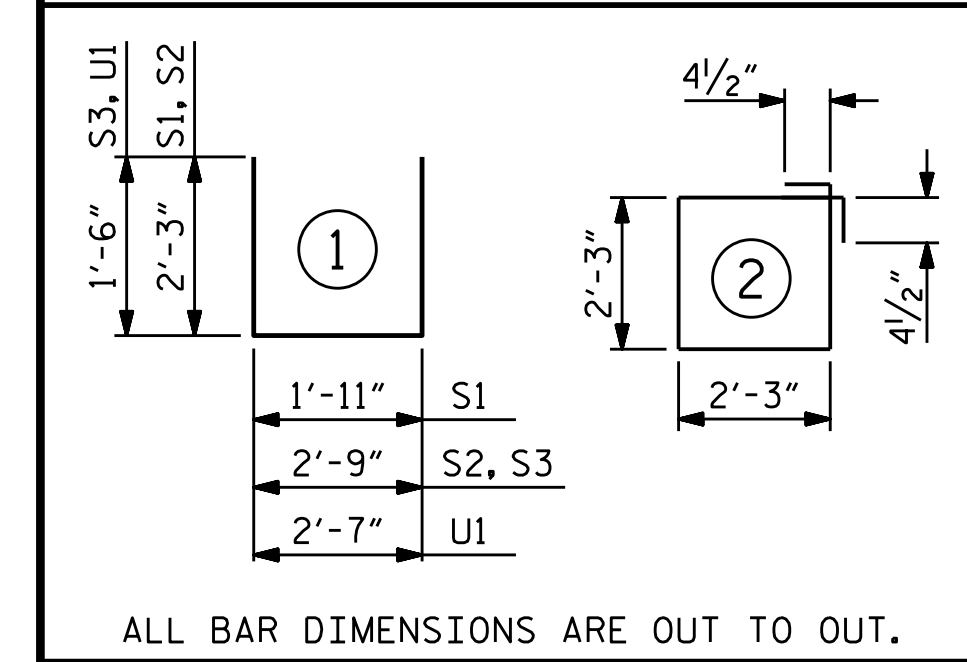 S3, U1
S1, S2
1'-6"
2'-3"
1
1'-11" S1
2'-9" S2, S3
2'-7" U1
4½"
2'-3"
2
4½"
2'-3"
ALL BAR DIMENSIONS ARE OUT TO OUT.